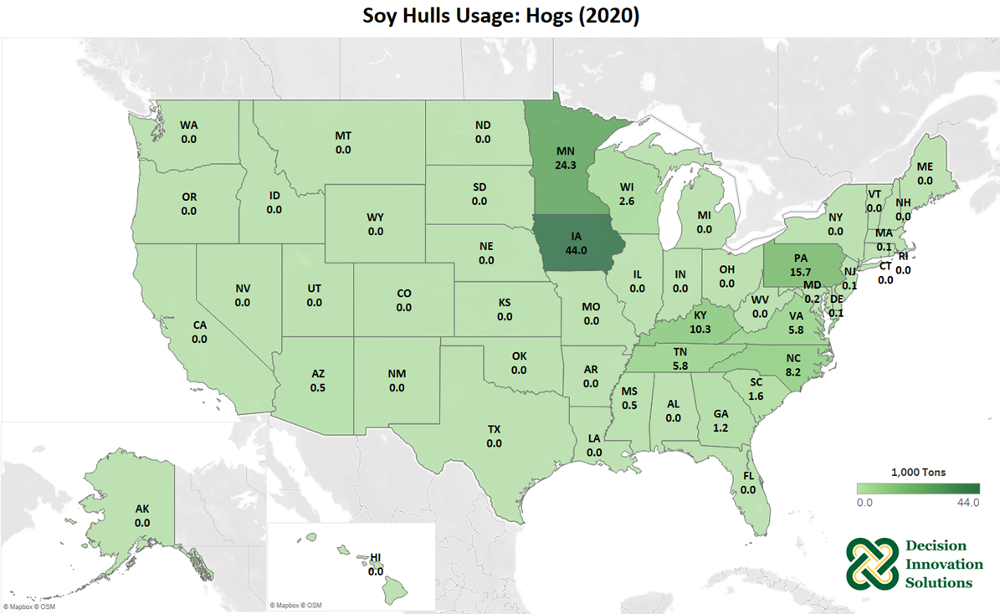 Soy Hulls Usage: Hogs (2020)
WA
0.0
MT
0.0
ND
0.0
MN
24.3
OR
0.0
ID
0.0
WY
0.0
SD
0.0
WI
2.6
MI
0.0
NY
0.0
VT
0.0
NH
0.0
ME
0.0
MA
0.1
RI
0.0
CT
0.0
NE
0.0
IA
44.0
PA
15.7
NJ
0.1
NV
0.0
UT
0.0
CO
0.0
KS
0.0
MO
0.0
IL
0.0
IN
0.0
OH
0.0
WV
0.0
MD
0.2
DE
0.1
VA
5.8
KY
10.3
CA
0.0
AZ
0.5
NM
0.0
OK
0.0
AR
0.0
TN
5.8
NC
8.2
SC
1.6
MS
0.5
AL
0.0
GA
1.2
TX
0.0
LA
0.0
FL
0.0
AK
0.0
HI
0.0
1,000 Tons
0.0 44.0
Decision
Innovation
Solutions
© Mapbox © OSM
© Mapbox © OSM